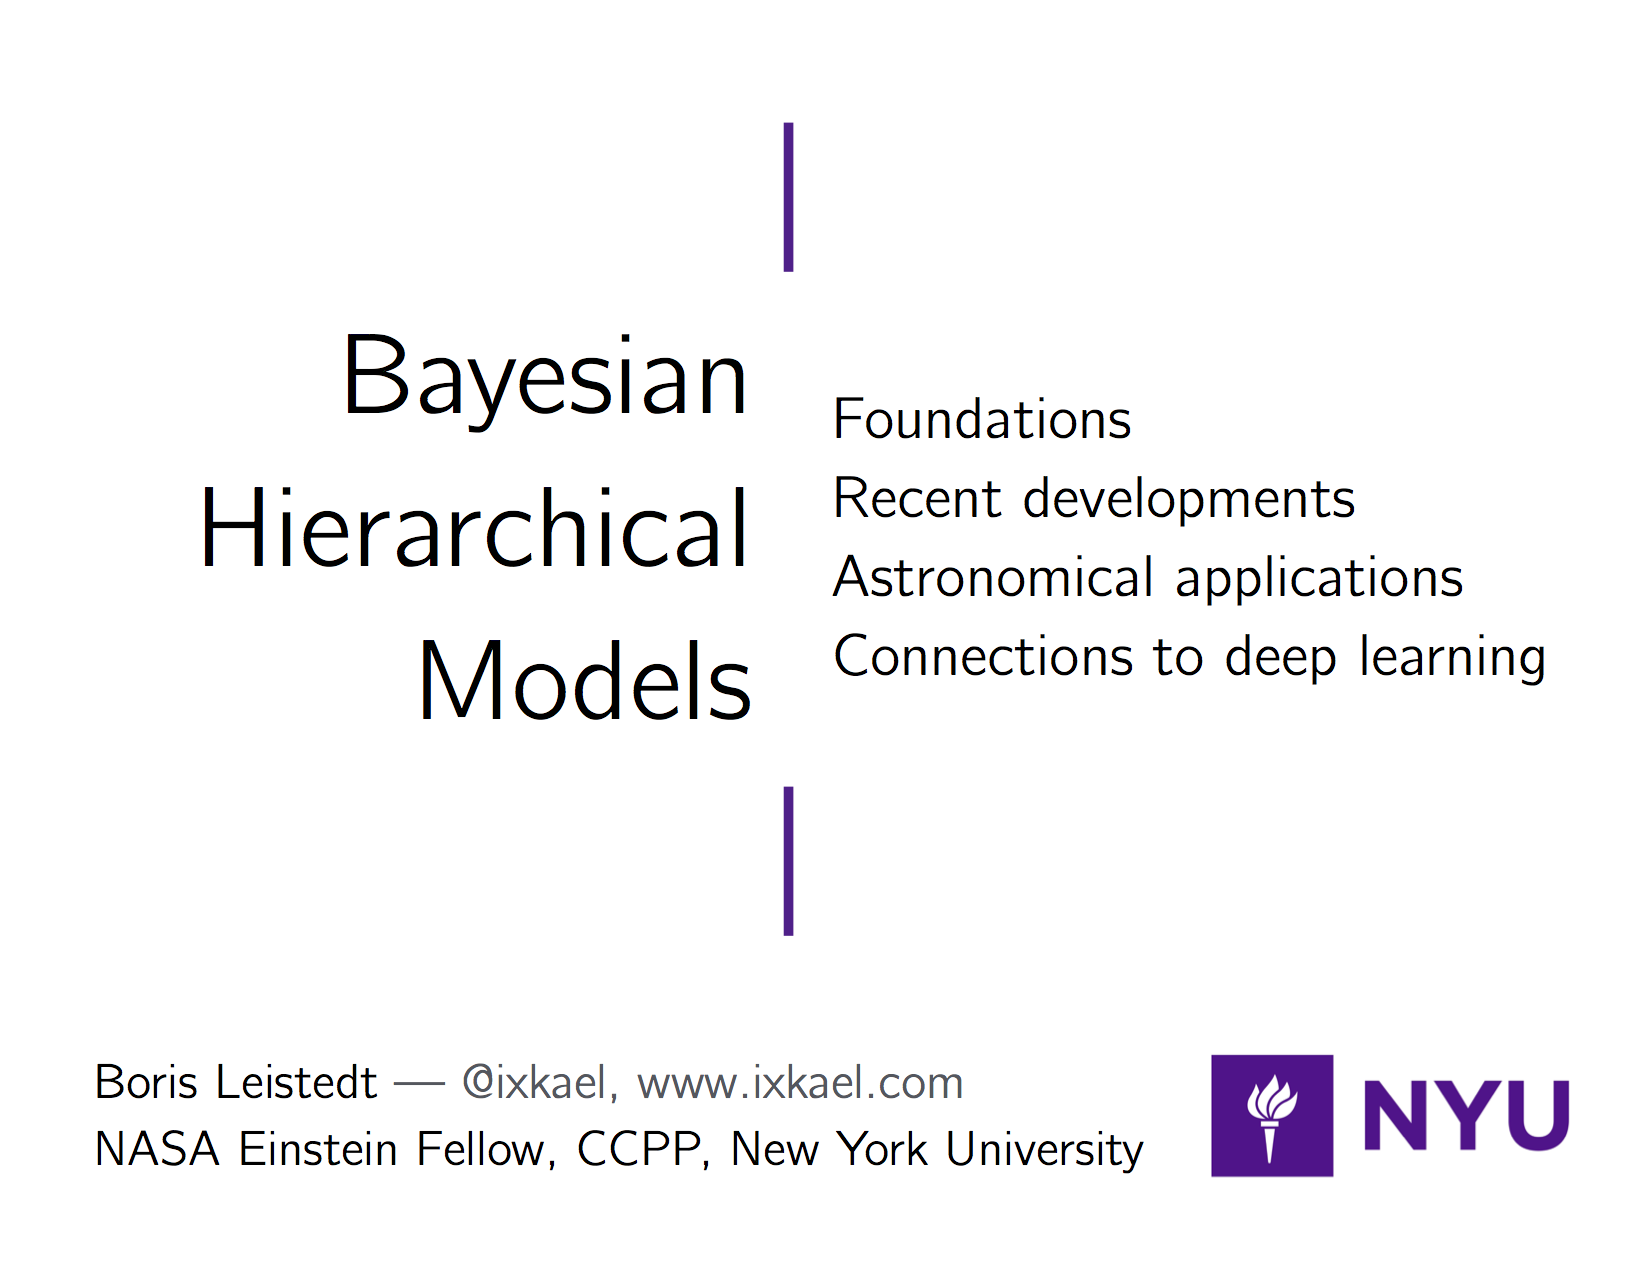 Bayesian
Hierarchical
Models
Foundations
Recent developments
Astronomical applications
Connections to deep learning
Boris Leistedt — @ixkael, www.ixkael.com
NASA Einstein Fellow, CCPP, New York University
NYU